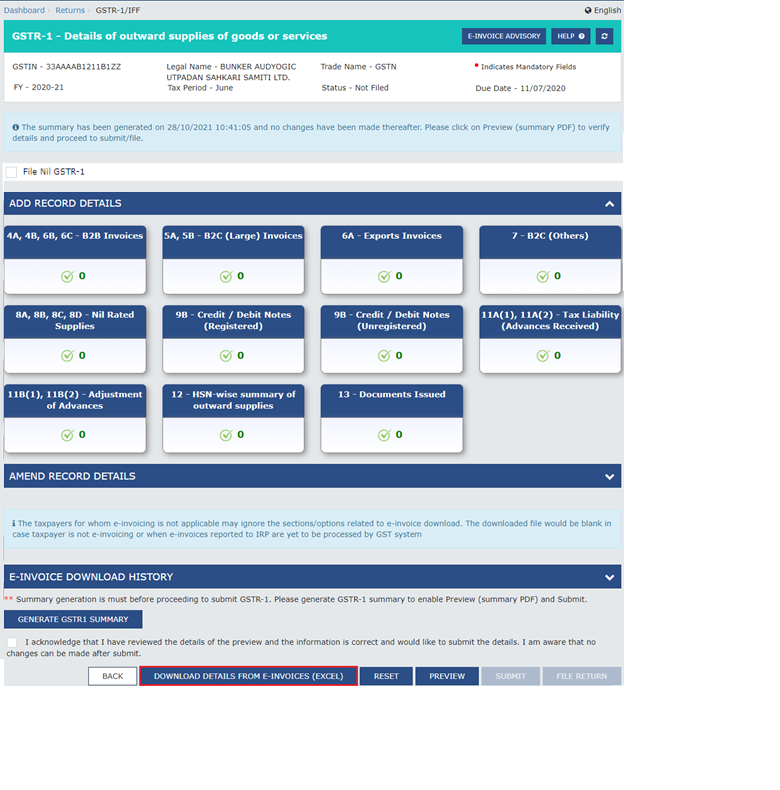 Dashboard › Returns › GSTR-1/IFF
English
GSTR-1 - Details of outward supplies of goods or services
E-INVOICE ADVISORY
HELP
GSTIN - 33AAAAB1211B1ZZ
Legal Name - BUNKER AUDYOGIC
UTPADAN SAHKARI SAMITI LTD.
Trade Name - GSTN
* Indicates Mandatory Fields
FY - 2020-21
Tax Period - June
Status - Not Filed
Due Date - 11/07/2020
The summary has been generated on 28/10/2021 10:41:05 and no changes have been made thereafter. Please click on Preview (summary PDF) to verify
details and proceed to submit/file.
File Nil GSTR-1
ADD RECORD DETAILS
4A, 4B, 6B, 6C - B2B Invoices
0
5A, 5B - B2C (Large) Invoices
0
6A - Exports Invoices
0
7 - B2C (Others)
0
8A, 8B, 8C, 8D - Nil Rated
Supplies
0
9B - Credit / Debit Notes
(Registered)
0
9B - Credit / Debit Notes
(Unregistered)
0
11A(1), 11A(2) - Tax Liability
(Advances Received)
0
11B(1), 11B(2) - Adjustment
of Advances
0
12 - HSN-wise summary of
outward supplies
0
13 - Documents Issued
0
AMEND RECORD DETAILS
The taxpayers for whom e-invoicing is not applicable may ignore the sections/options related to e-invoice download. The downloaded file would be blank in
case taxpayer is not e-invoicing or when e-invoices reported to IRP are yet to be processed by GST system
E-INVOICE DOWNLOAD HISTORY
** Summary generation is must before proceeding to submit GSTR-1. Please generate GSTR-1 summary to enable Preview (summary PDF) and Submit.
GENERATE GSTR1 SUMMARY
I acknowledge that I have reviewed the details of the preview and the information is correct and would like to submit the details. I am aware that no
changes can be made after submit.
BACK
DOWNLOAD DETAILS FROM E-INVOICES (EXCEL)
RESET
PREVIEW
SUBMIT
FILE RETURN